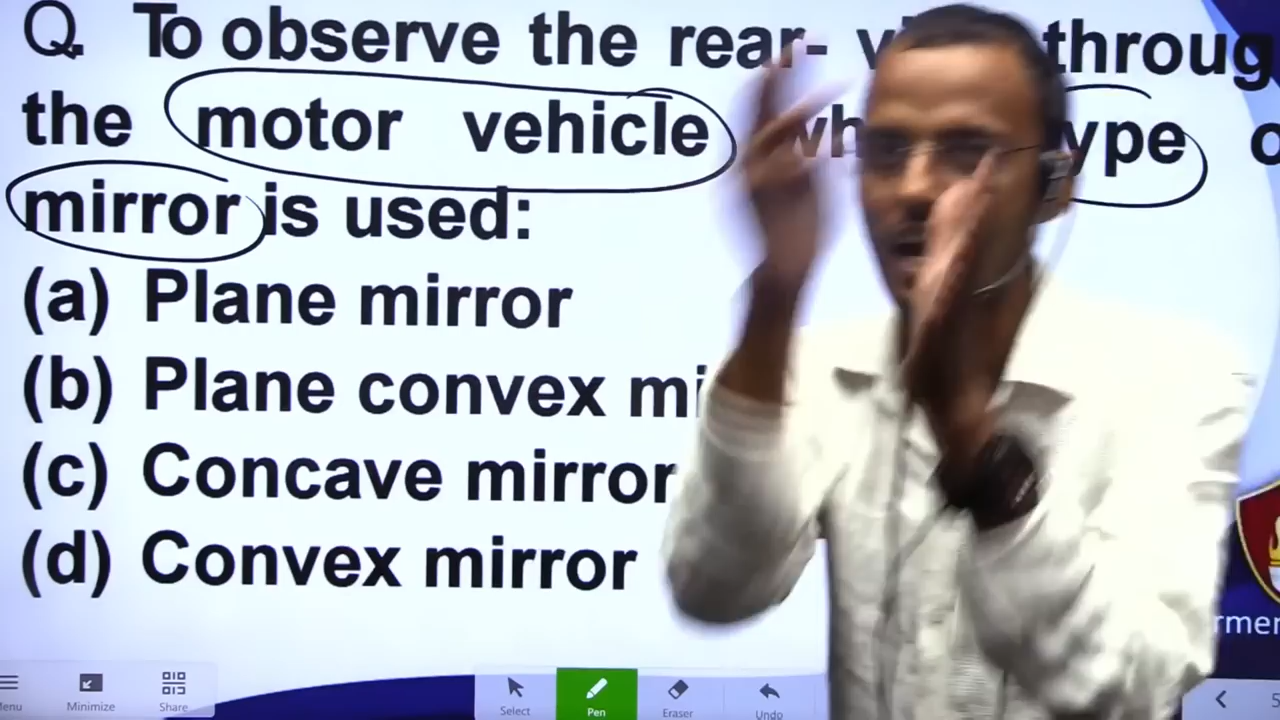 Q. To observe the rear- throug
the motor vehicle wh ype o
mirror is used:
(a) Plane mirror
(b) Plane convex mi
(c) Concave mirror
(d) Convex mirror
Menu Minimize Share Select Pen Eraser Undo